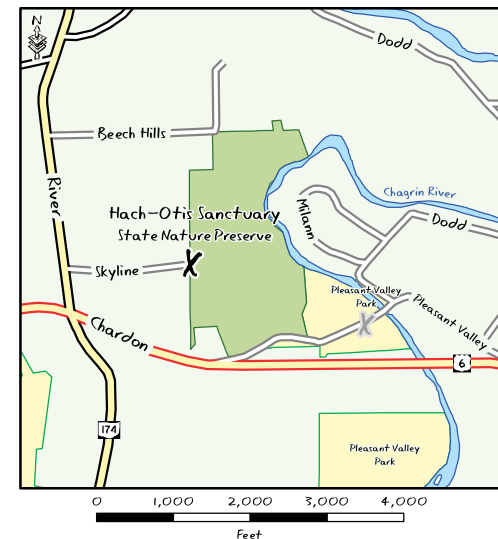 N
Dodd
Beech Hills
River
Chagrin River
Milann
Hach-Otis Sanctuary
State Nature Preserve
Dodd
Skyline
X
Pleasant Valley
Park
X
Pleasant Valley
Chardon
6
174
Pleasant Valley
Park
0 1,000 2,000 3,000 4,000
Feet